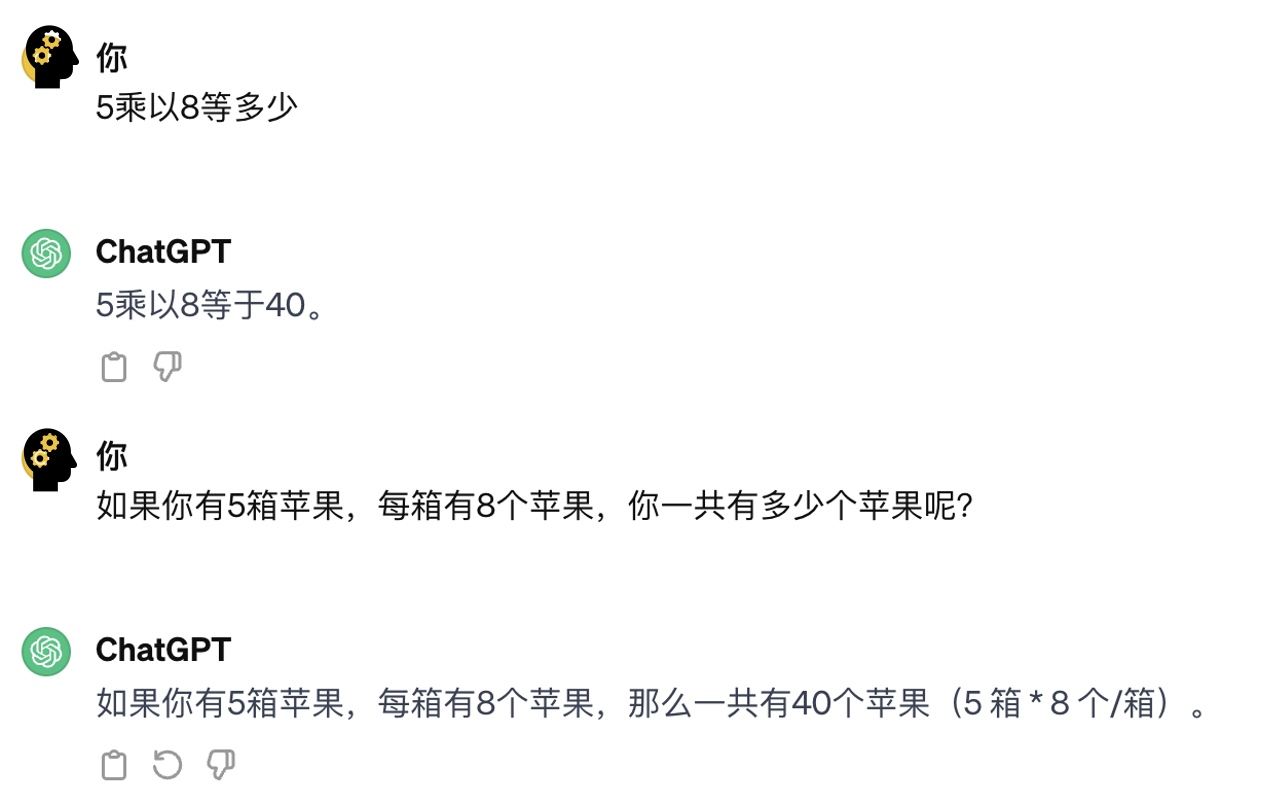 你
5乘以8等多少
ChatGPT
5乘以8等于40。
你
如果你有5箱苹果，每箱有8个苹果，你一共有多少个苹果呢？
ChatGPT
如果你有5箱苹果，每箱有8个苹果，那么一共有40个苹果（5 箱 * 8 个/箱）。